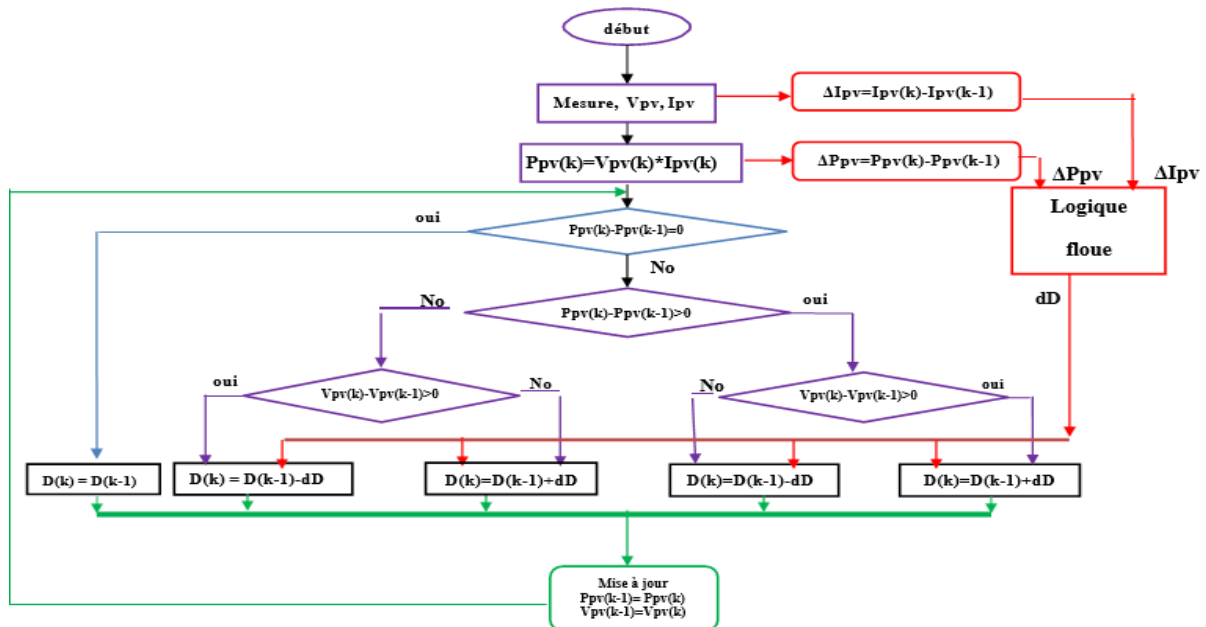 début
Mesure, Vpv, Ipv
ΔIpv=Ipv(k)-Ipv(k-1)
Ppv(k)=Vpv(k)*Ipv(k)
ΔPpv=Ppv(k)-Ppv(k-1)
ΔPpv
ΔIpv
Logique
floue
oui
Ppv(k)-Ppv(k-1)=0
No
dD
No
Ppv(k)-Ppv(k-1)>0
oui
oui
Vpv(k)-Vpv(k-1)>0
No
No
Vpv(k)-Vpv(k-1)>0
oui
D(k) = D(k-1)
D(k) = D(k-1)-dD
D(k)=D(k-1)+dD
D(k)=D(k-1)-dD
D(k)=D(k-1)+dD
Mise à jour
Ppv(k-1)= Ppv(k)
Vpv(k-1)=Vpv(k)